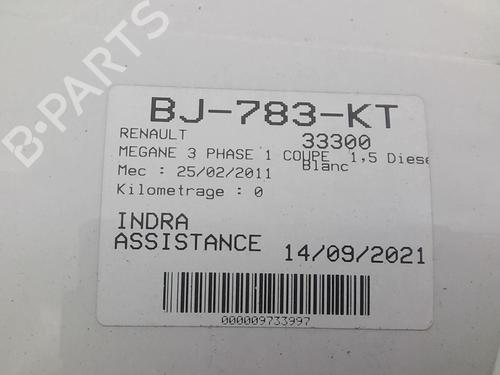 BJ-783-KT
RENAULT 33300
MEGANE 3 PHASE 1 COUPE 1,5 Diese
Blanc
Mec : 25/02/2011
Kilometrage : 0
INDRA
ASSISTANCE 14/09/2021
000009733997
B-PARTS